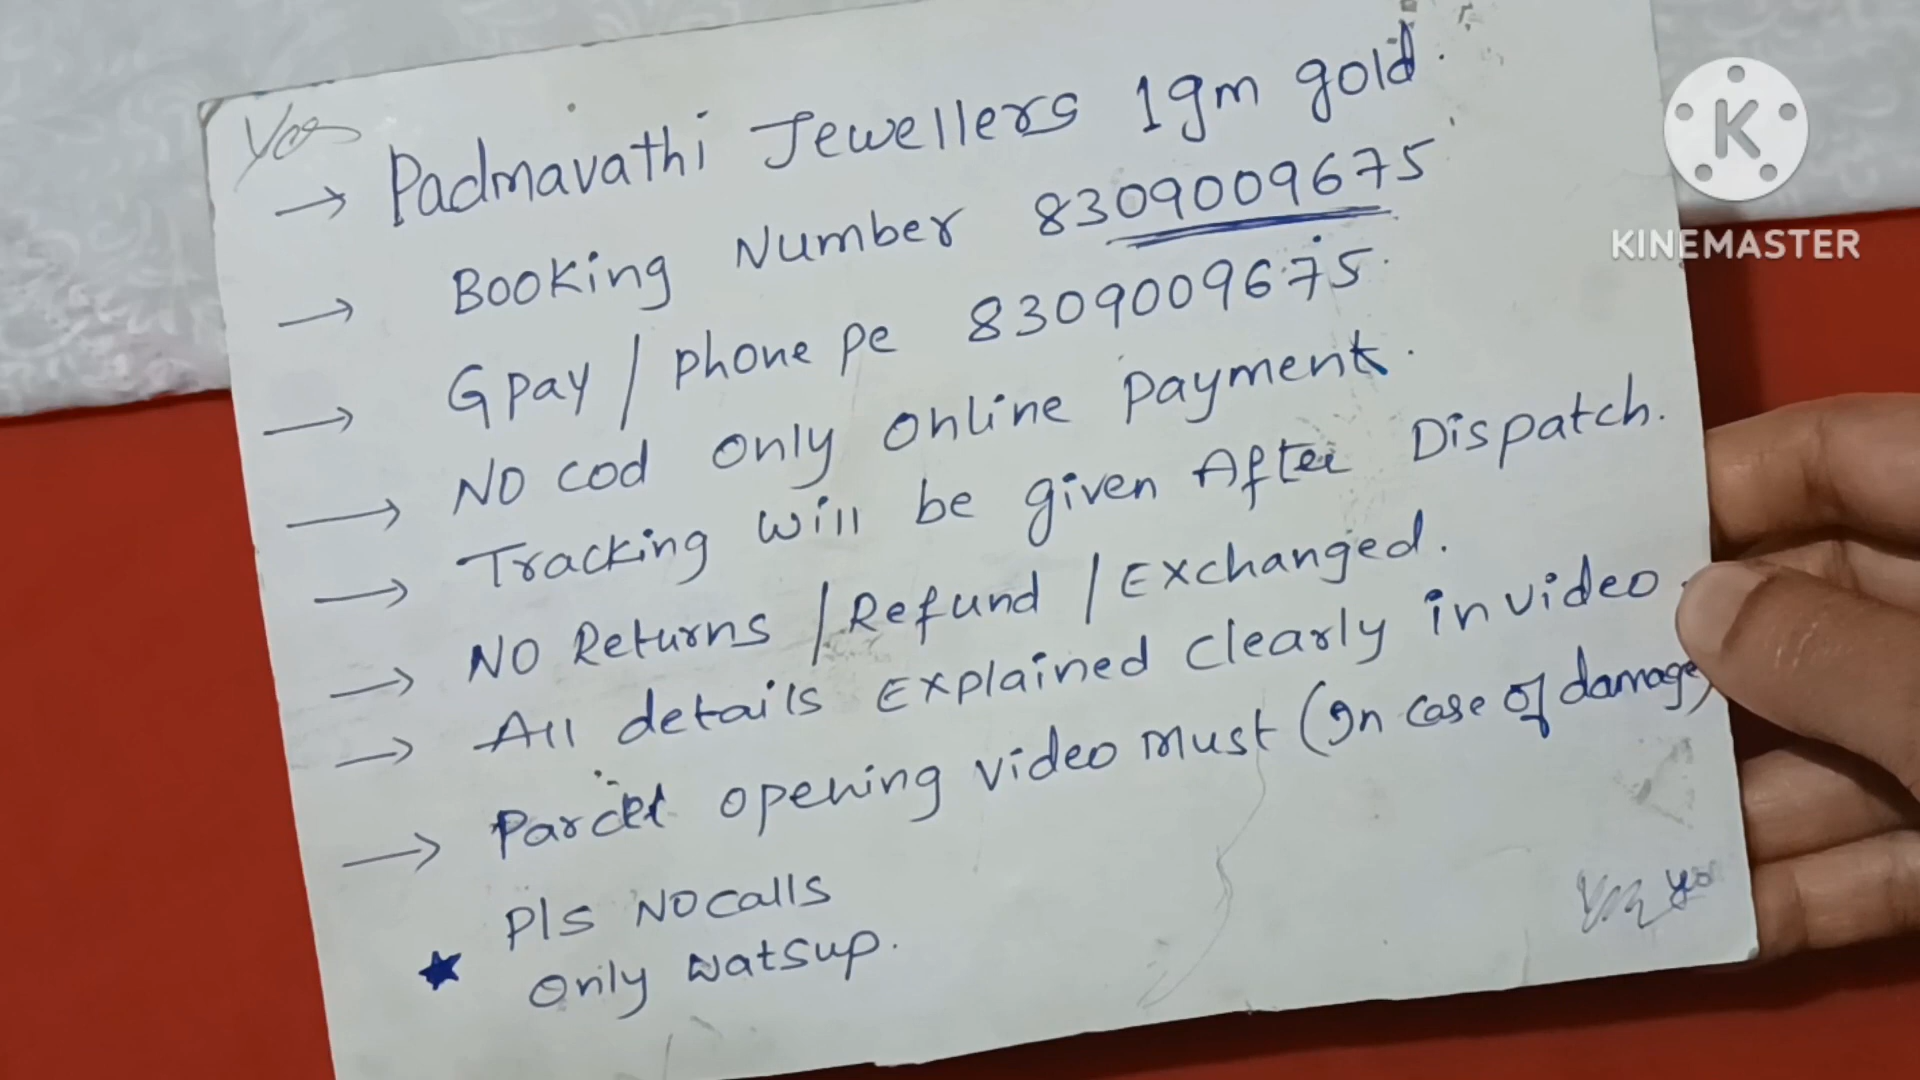 → Padmavathi Jewellers 1gm gold.
→ Booking Number 8309009675
→ Gpay / Phone pe 8309009675.
→ NO cod only online payment.
→ Tracking will be given After Dispatch.
→ NO Returns / Refund / Exchanged.
→ All details Explained clearly in video.
→ Parcel opening video must (In case of damage)
★ Pls NO calls
only watsup.
KINEMASTER